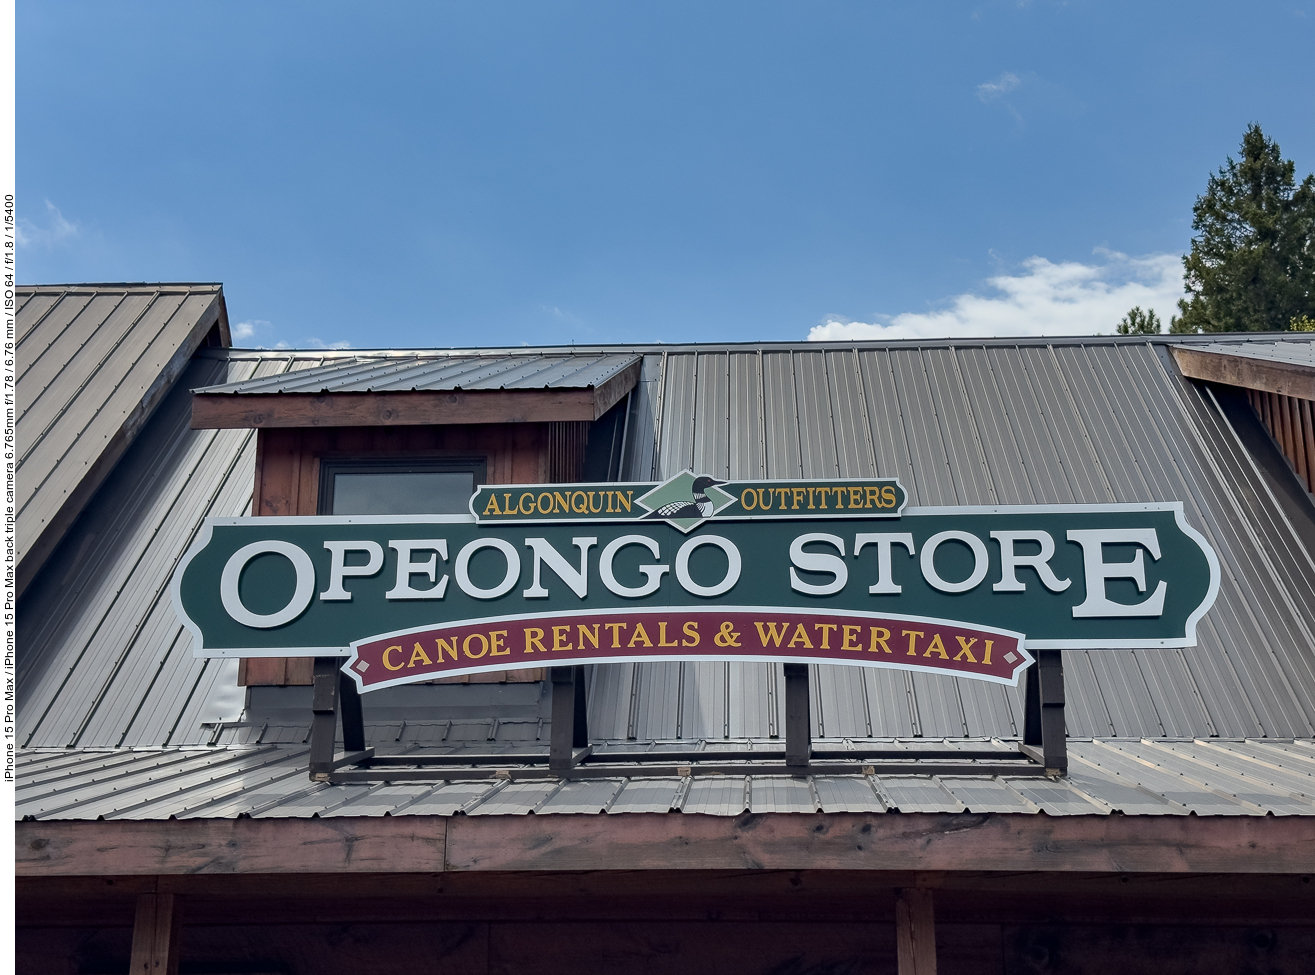 iPhone 15 Pro Max / iPhone 15 Pro Max back triple camera 6.765mm f/1.78 / 6.76 mm / ISO 64 / f/1.8 / 1/5400
ALGONQUIN OUTFITTERS
OPEONGO STORE
CANOE RENTALS & WATER TAXI